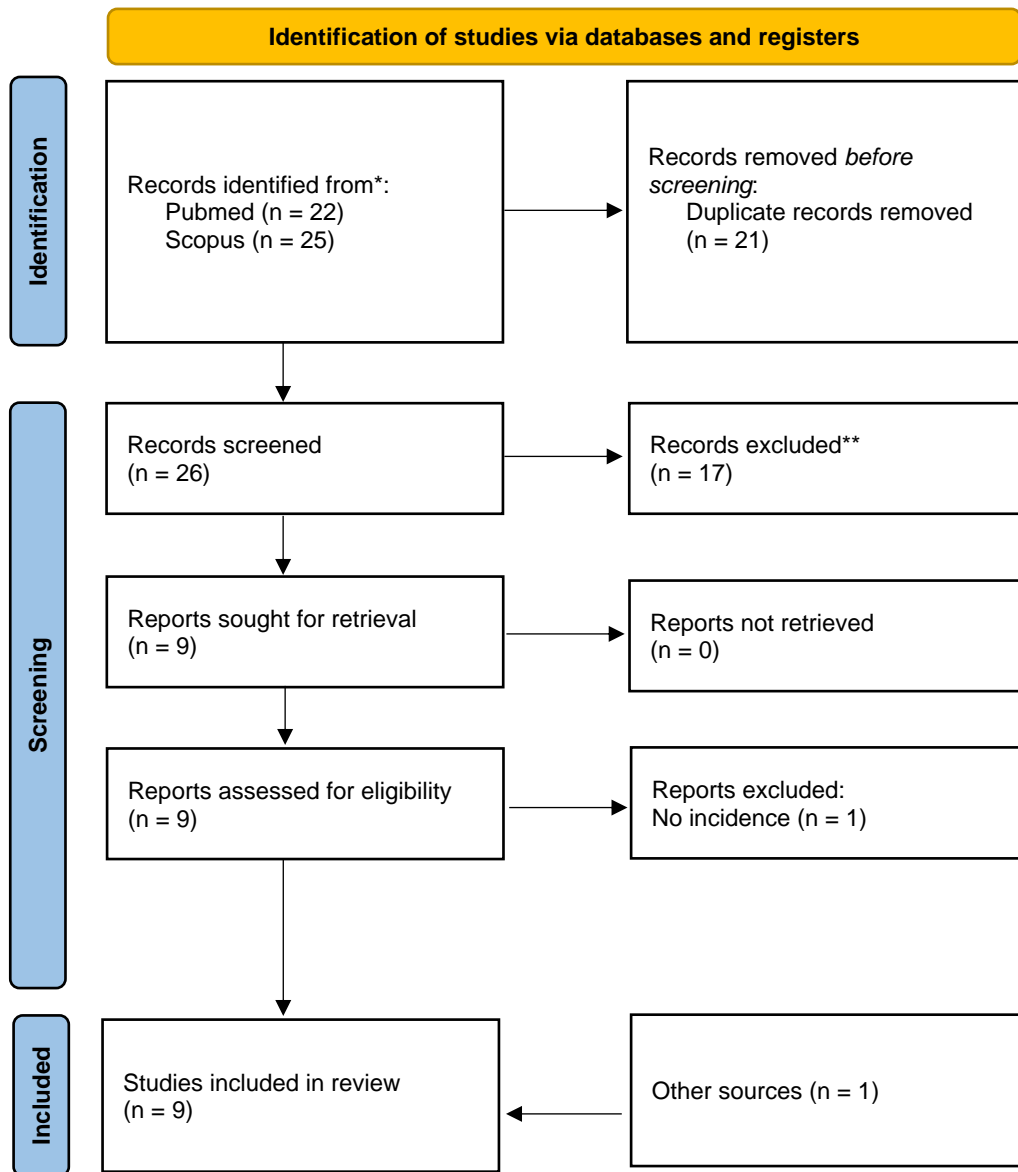 Identification of studies via databases and registers
Identification
Records identified from*:
Pubmed (n = 22)
Scopus (n = 25)
Records removed before
screening:
Duplicate records removed
(n = 21)
Screening
Records screened
(n = 26)
Records excluded**
(n = 17)
Reports sought for retrieval
(n = 9)
Reports not retrieved
(n = 0)
Reports assessed for eligibility
(n = 9)
Reports excluded:
No incidence (n = 1)
Included
Studies included in review
(n = 9)
Other sources (n = 1)